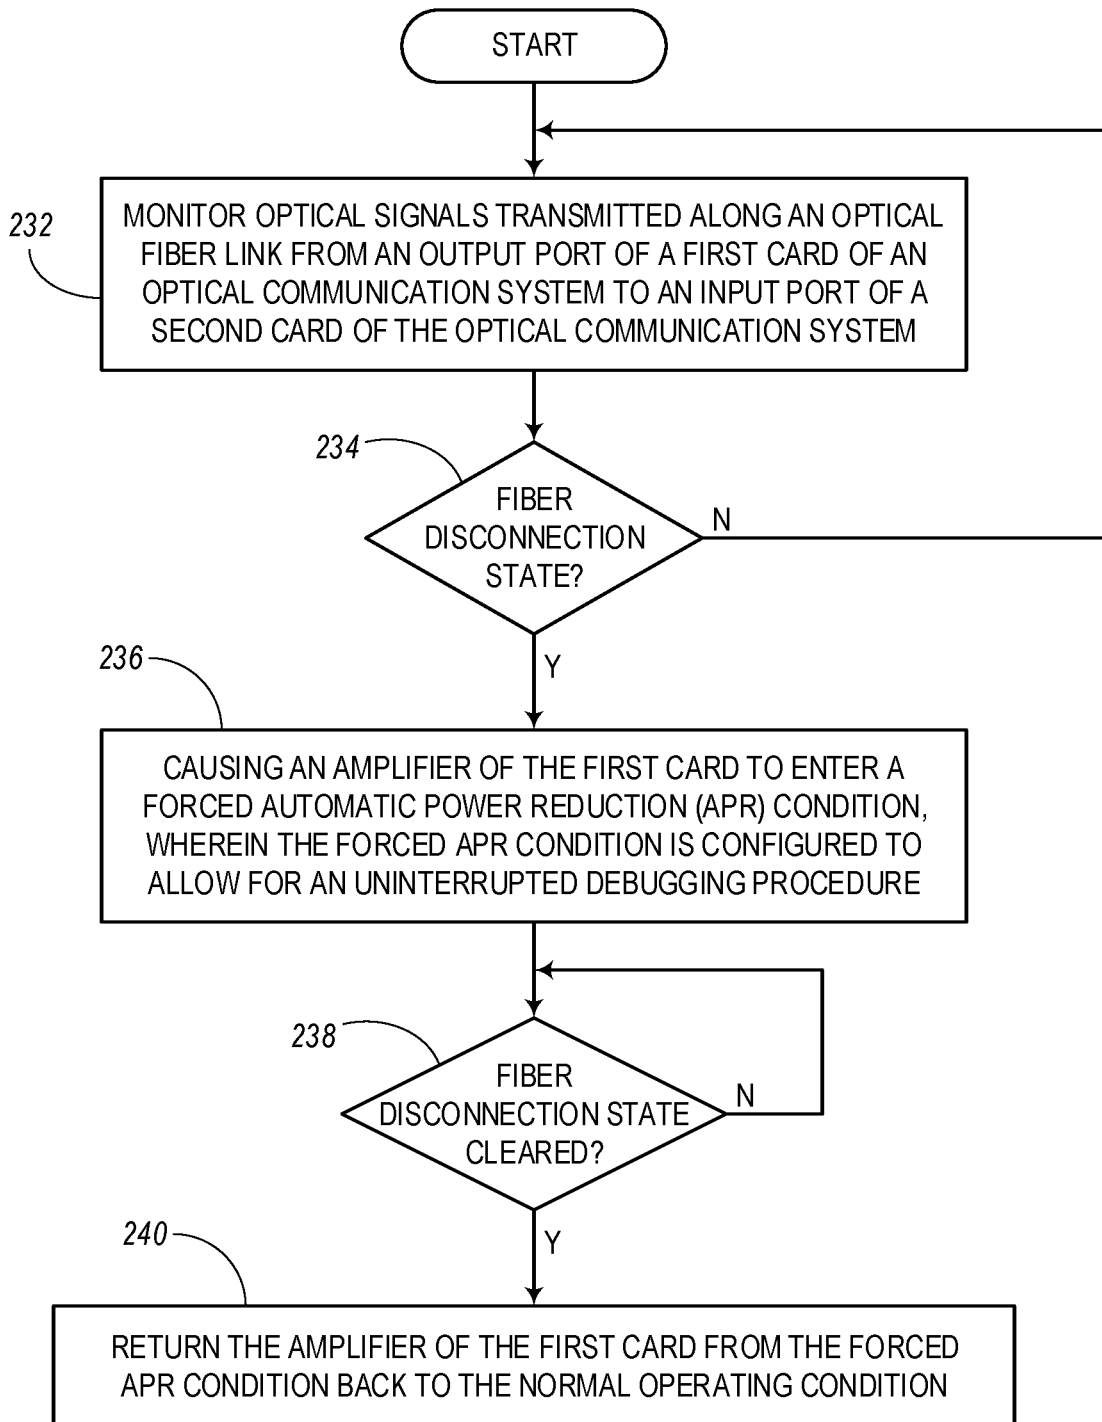 START
232
MONITOR OPTICAL SIGNALS TRANSMITTED ALONG AN OPTICAL
FIBER LINK FROM AN OUTPUT PORT OF A FIRST CARD OF AN
OPTICAL COMMUNICATION SYSTEM TO AN INPUT PORT OF A
SECOND CARD OF THE OPTICAL COMMUNICATION SYSTEM
234
FIBER
DISCONNECTION
STATE?
N
Y
236
CAUSING AN AMPLIFIER OF THE FIRST CARD TO ENTER A
FORCED AUTOMATIC POWER REDUCTION (APR) CONDITION,
WHEREIN THE FORCED APR CONDITION IS CONFIGURED TO
ALLOW FOR AN UNINTERRUPTED DEBUGGING PROCEDURE
238
FIBER
DISCONNECTION STATE
CLEARED?
N
Y
240
RETURN THE AMPLIFIER OF THE FIRST CARD FROM THE FORCED
APR CONDITION BACK TO THE NORMAL OPERATING CONDITION